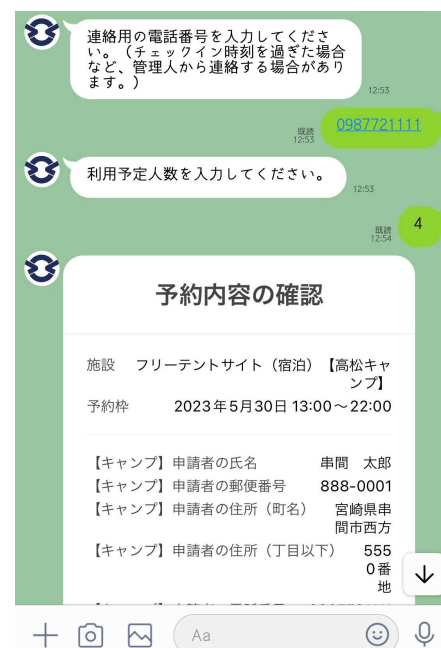 連絡用の電話番号を入力してくださ
い。（チェックイン時刻を過ぎた場合
など、管理人から連絡する場合があり
ます。）
12:53
0987721111
既読
12:53
利用予定人数を入力してください。
12:53
4
既読
12:54
予約内容の確認
施設 フリーテントサイト（宿泊）【高松キャ
ンプ】
予約枠 2023年5月30日 13:00～22:00
【キャンプ】申請者の氏名 串間 太郎
【キャンプ】申請者の郵便番号 888-0001
【キャンプ】申請者の住所（町名） 宮崎県串
間市西方
【キャンプ】申請者の住所（丁目以下） 555
0番
地
Aa